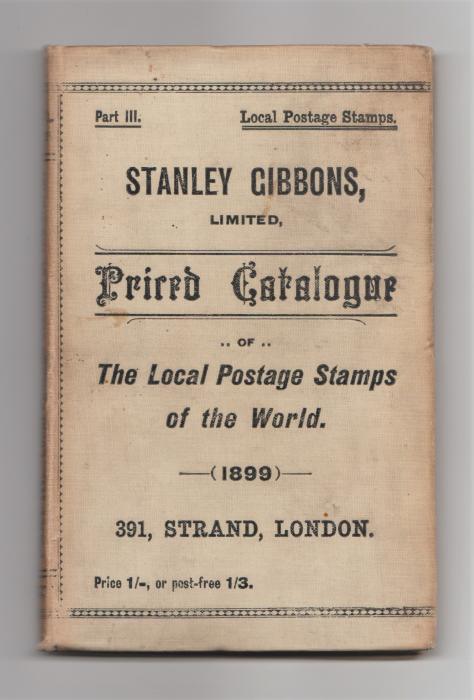 Part III.
Local Postage Stamps.
STANLEY GIBBONS,
LIMITED,
Priced Catalogue
.. OF ..
The Local Postage Stamps
of the World.
—(1899)—
391, STRAND, LONDON.
Price 1/-, or post-free 1/3.